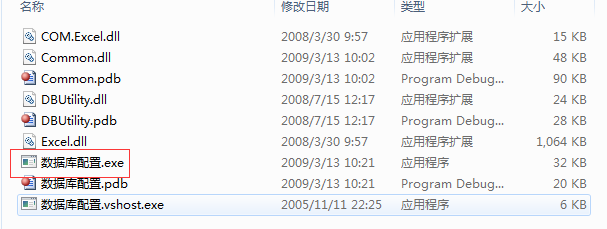 名称 修改日期 类型 大小
COM.Excel.dll 2008/3/30 9:57 应用程序扩展 15 KB
Common.dll 2009/3/13 10:02 应用程序扩展 48 KB
Common.pdb 2009/3/13 10:02 Program Debug... 90 KB
DBUtility.dll 2008/7/15 12:17 应用程序扩展 24 KB
DBUtility.pdb 2008/7/15 12:17 Program Debug... 28 KB
Excel.dll 2008/3/30 9:57 应用程序扩展 1,064 KB
数据库配置.exe 2009/3/13 10:21 应用程序 32 KB
数据库配置.pdb 2009/3/13 10:21 Program Debug... 20 KB
数据库配置.vshost.exe 2005/11/11 22:25 应用程序 6 KB